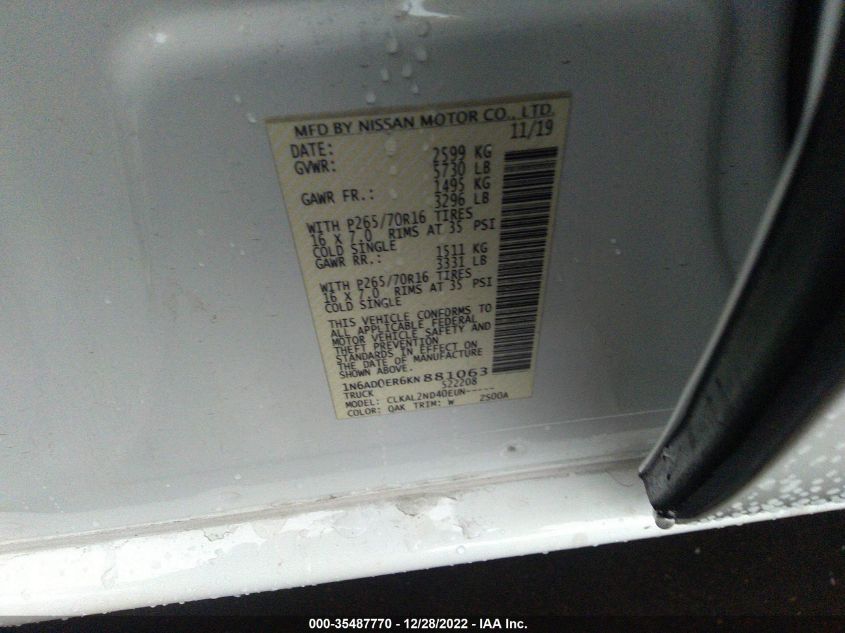 MFD BY NISSAN MOTOR CO., LTD.
DATE: 11/19
GVWR: 2599 KG
5730 LB
GAWR FR.: 1495 KG
3296 LB
WITH P265/70R16 TIRES
16 X 7.0 RIMS AT 35 PSI
COLD SINGLE
GAWR RR.: 1511 KG
3331 LB
WITH P265/70R16 TIRES
16 X 7.0 RIMS AT 35 PSI
COLD SINGLE
THIS VEHICLE CONFORMS TO
ALL APPLICABLE FEDERAL
MOTOR VEHICLE SAFETY AND
THEFT PREVENTION
STANDARDS IN EFFECT ON
THE DATE OF MANUFACTURE
SHOWN ABOVE.
1N6AD0ER6KN881063
TRUCK 522208
MODEL: CLKAL2ND40EUN-----
COLOR: QAK TRIM: W ZS00A
000-35487770 - 12/28/2022 - IAA Inc.